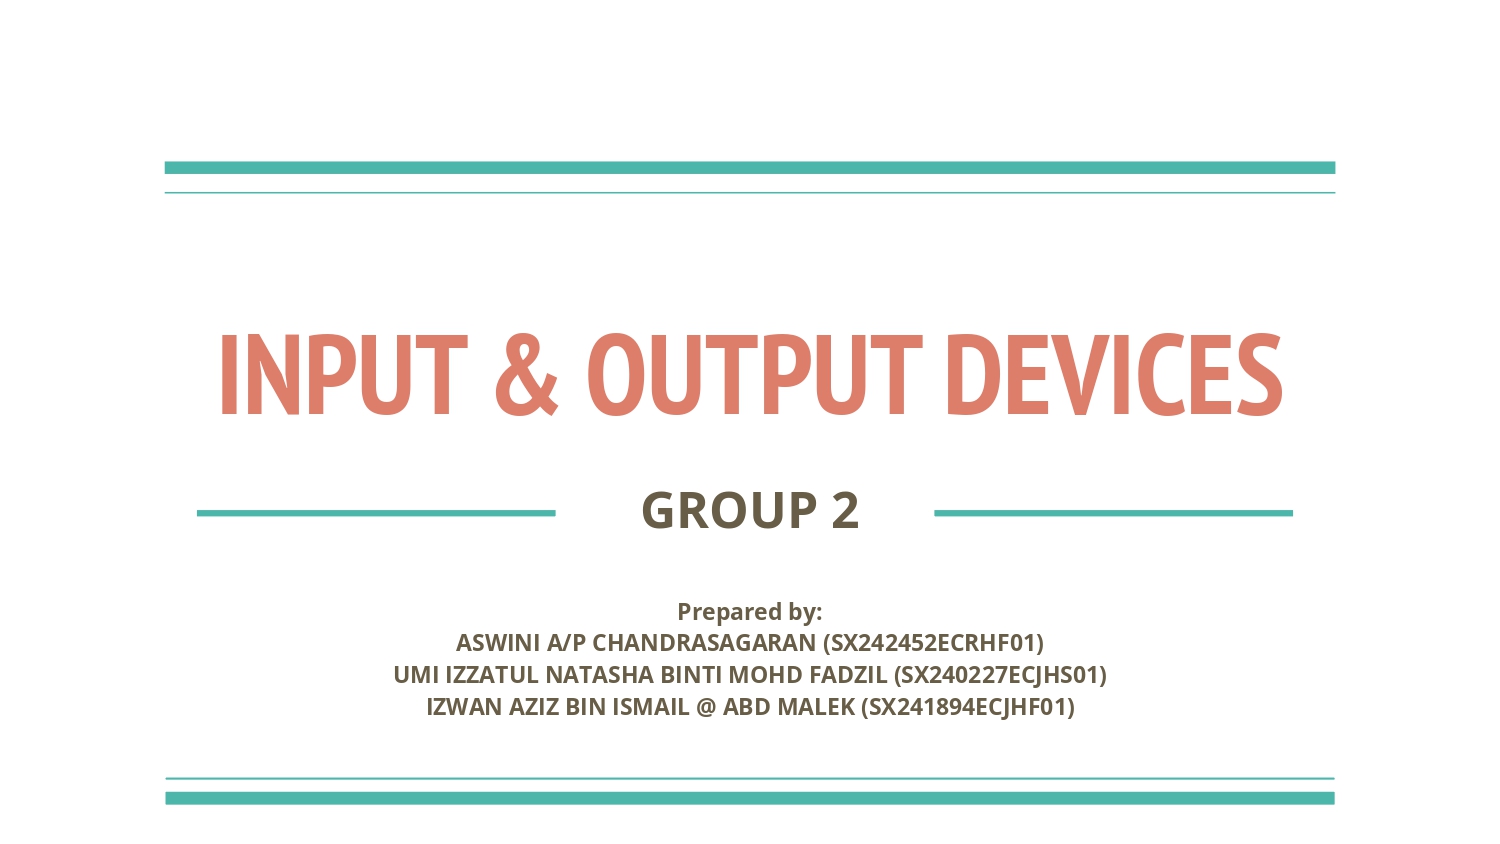 INPUT & OUTPUT DEVICES
GROUP 2
Prepared by:
ASWINI A/P CHANDRASAGARAN (SX242452ECRHF01)
UMI IZZATUL NATASHA BINTI MOHD FADZIL (SX240227ECJHS01)
IZWAN AZIZ BIN ISMAIL @ ABD MALEK (SX241894ECJHF01)